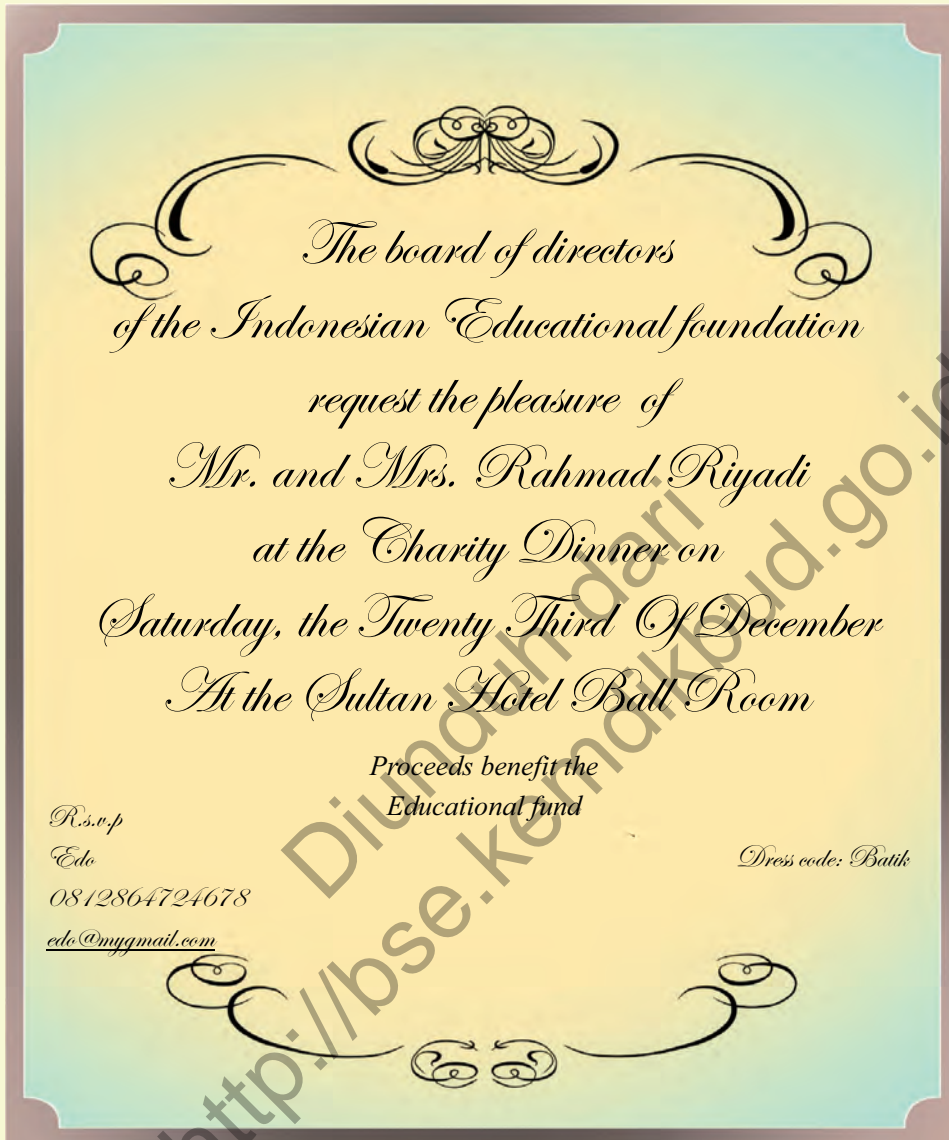 The board of directors
of the Indonesian Educational foundation
request the pleasure of
Mr. and Mrs. Rahmad Riyadi
at the Charity Dinner on
Saturday, the Twenty Third Of December
At the Sultan Hotel Ball Room
Proceeds benefit the
Educational fund
R.s.v.p
Edo
0812864724678
edo@mygmail.com
Dress code: Batik
Diunduh dari
http://bse.kemdikbud.go.id